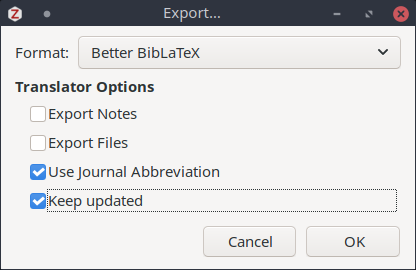 Export...
Format: Better BibLaTeX
Translator Options
Export Notes
Export Files
Use Journal Abbreviation
Keep updated
Cancel OK